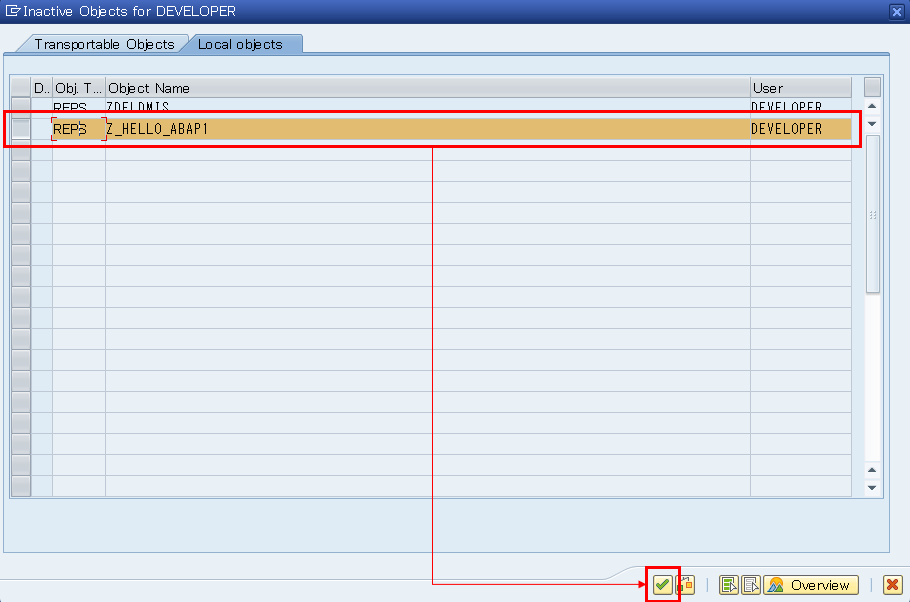 Inactive Objects for DEVELOPER
Transportable Objects Local objects
D.. Obj. T... Object Name User
REPS ZDELDMIS DEVELOPER
REPS Z_HELLO_ABAP1 DEVELOPER
Overview